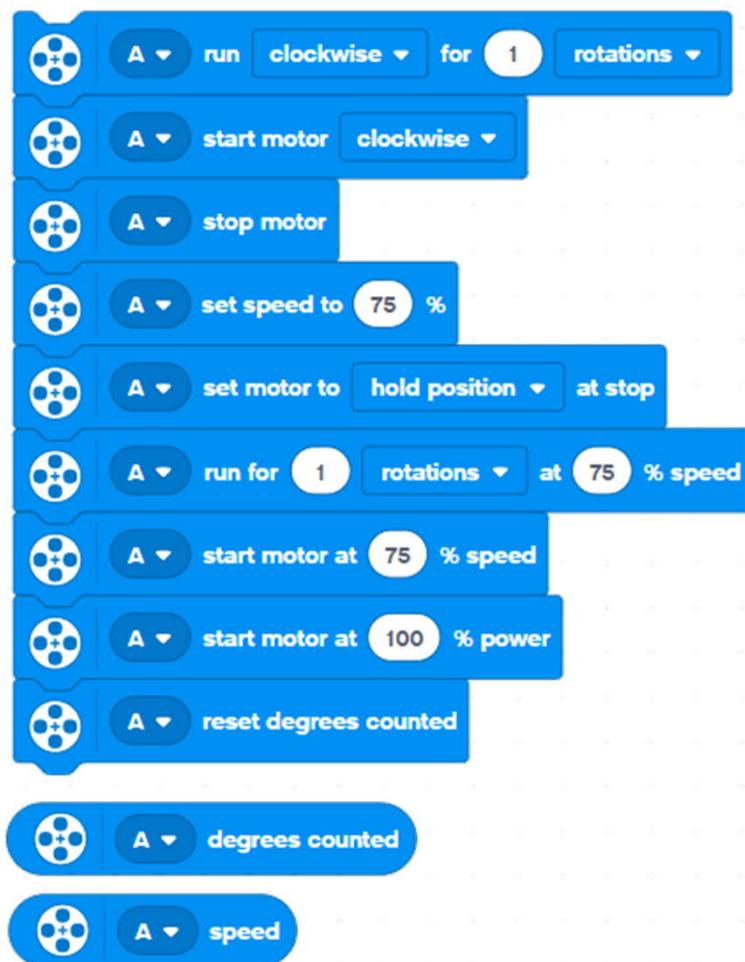 A run clockwise for 1 rotations
A start motor clockwise
A stop motor
A set speed to 75 %
A set motor to hold position at stop
A run for 1 rotations at 75 % speed
A start motor at 75 % speed
A start motor at 100 % power
A reset degrees counted
A degrees counted
A speed